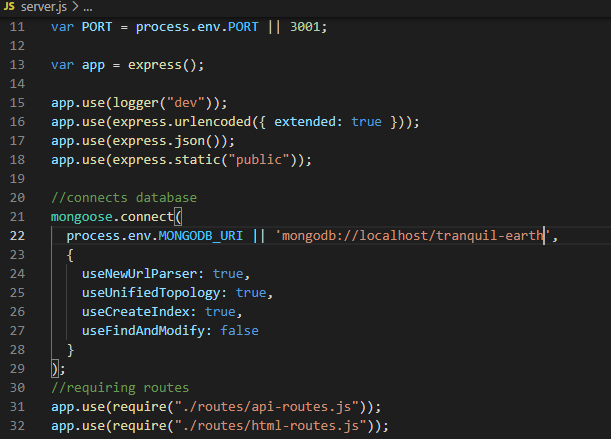 JS server.js > ...
11 var PORT = process.env.PORT || 3001;
12
13 var app = express();
14
15 app.use(logger("dev"));
16 app.use(express.urlencoded({ extended: true }));
17 app.use(express.json());
18 app.use(express.static("public"));
19
20 //connects database
21 mongoose.connect(
22   process.env.MONGODB_URI || 'mongodb://localhost/tranquil-earth',
23   {
24     useNewUrlParser: true,
25     useUnifiedTopology: true,
26     useCreateIndex: true,
27     useFindAndModify: false
28   }
29 );
30 //requiring routes
31 app.use(require("./routes/api-routes.js"));
32 app.use(require("./routes/html-routes.js"));